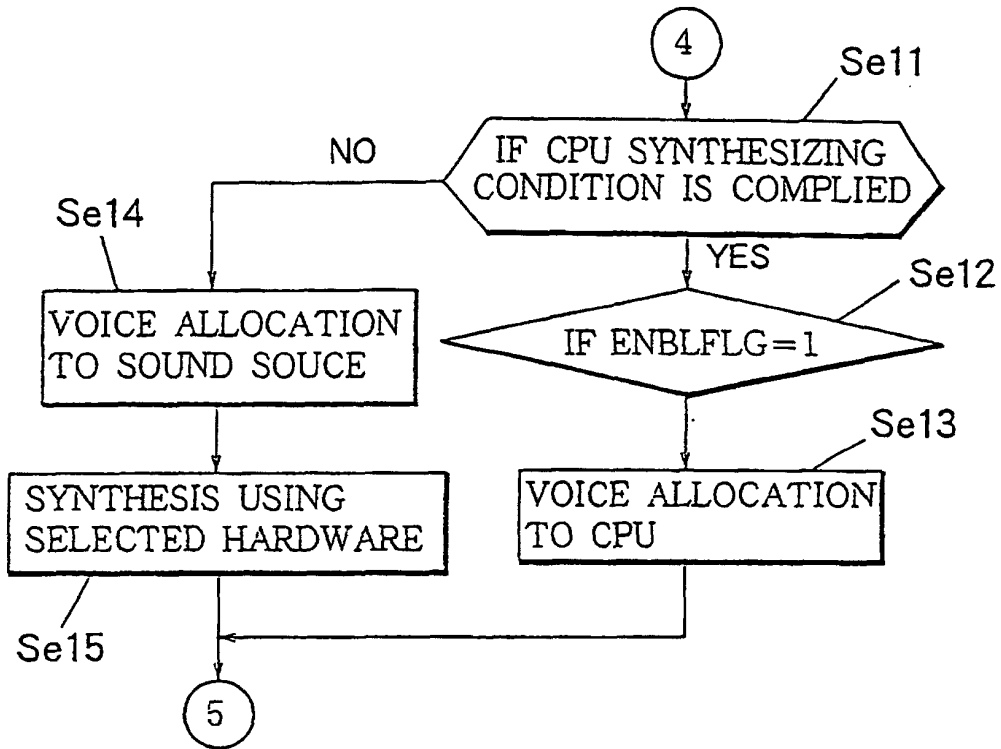 4
Se11
IF CPU SYNTHESIZING
CONDITION IS COMPLIED
NO
YES
Se14
VOICE ALLOCATION
TO SOUND SOUCE
Se12
IF ENBLFLG=1
Se13
VOICE ALLOCATION
TO CPU
SYNTHESIS USING
SELECTED HARDWARE
Se15
5